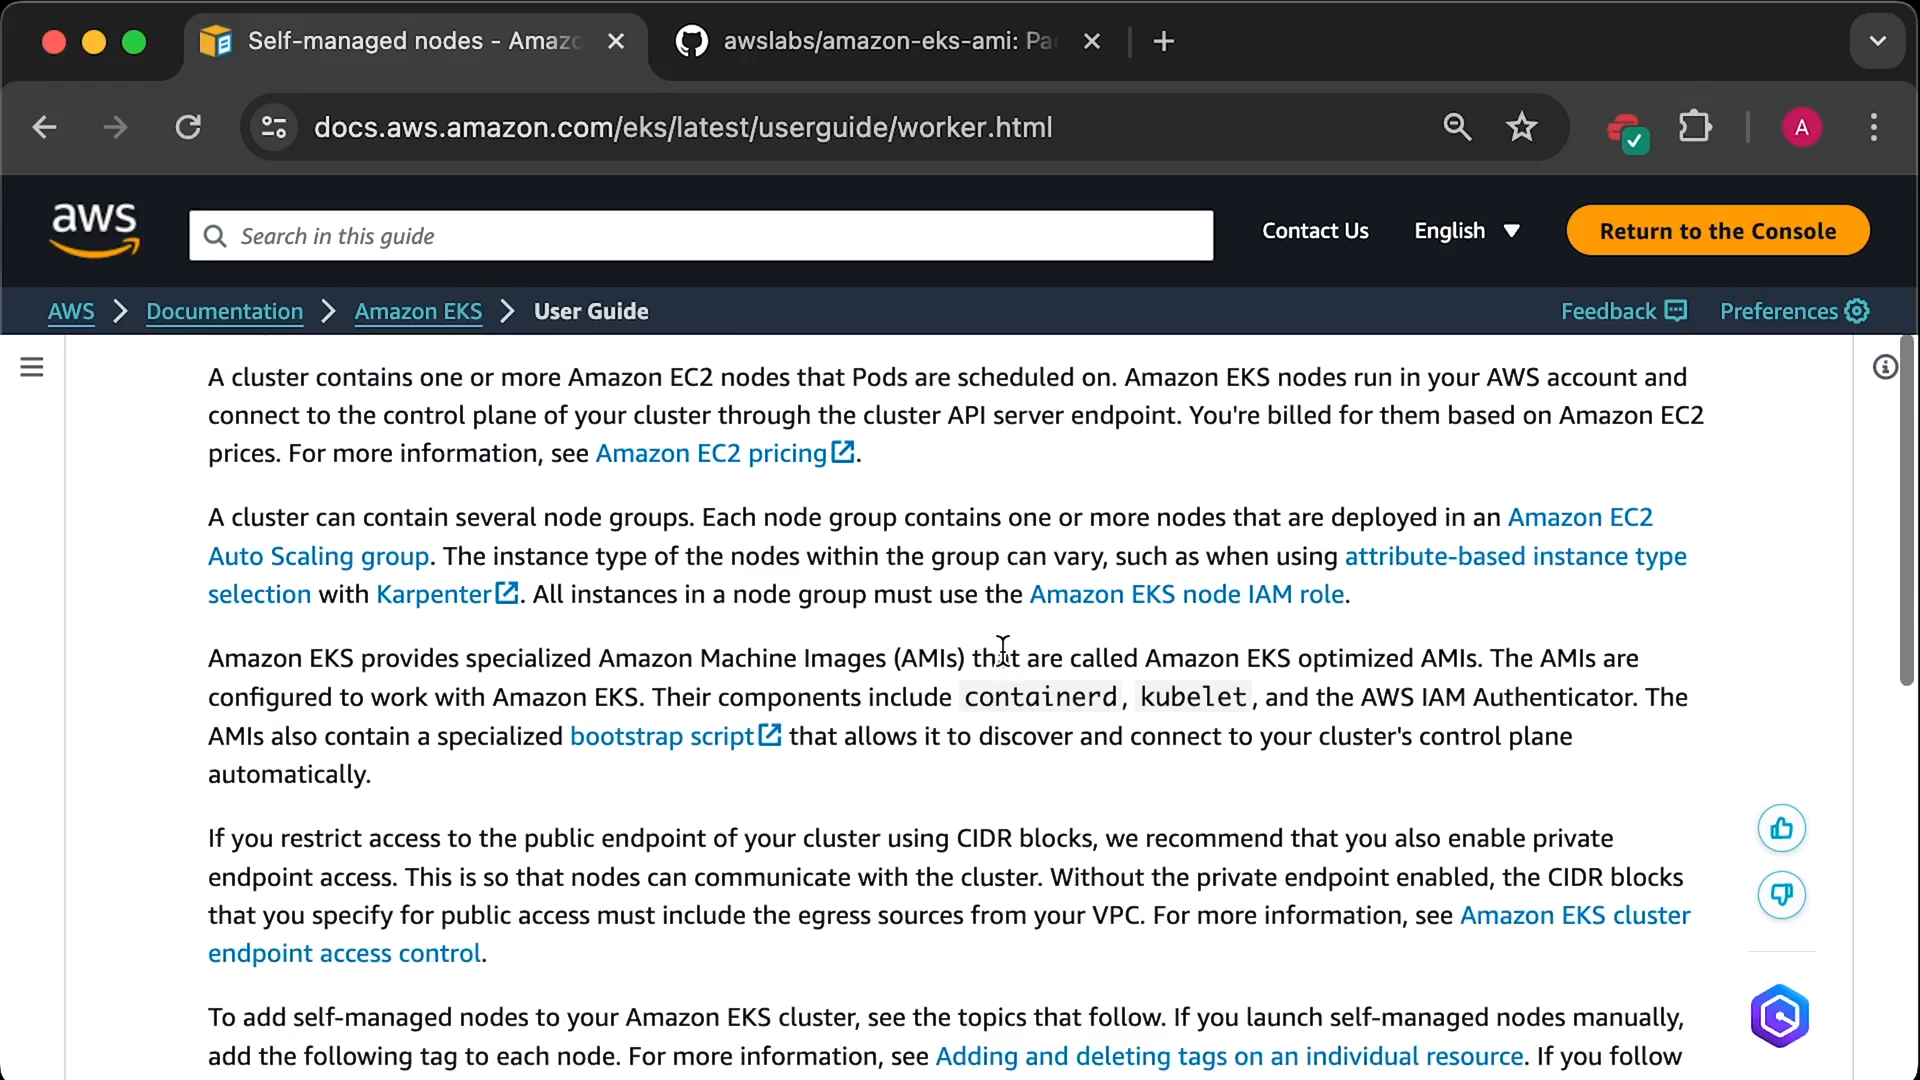 Self-managed nodes - Amazo
awslabs/amazon-eks-ami: Pac
docs.aws.amazon.com/eks/latest/userguide/worker.html
A
aws
Search in this guide
Contact Us
English
Return to the Console
AWS > Documentation > Amazon EKS > User Guide
Feedback
Preferences
A cluster contains one or more Amazon EC2 nodes that Pods are scheduled on. Amazon EKS nodes run in your AWS account and
connect to the control plane of your cluster through the cluster API server endpoint. You're billed for them based on Amazon EC2
prices. For more information, see Amazon EC2 pricing.
A cluster can contain several node groups. Each node group contains one or more nodes that are deployed in an Amazon EC2
Auto Scaling group. The instance type of the nodes within the group can vary, such as when using attribute-based instance type
selection with Karpenter. All instances in a node group must use the Amazon EKS node IAM role.
Amazon EKS provides specialized Amazon Machine Images (AMIs) that are called Amazon EKS optimized AMIs. The AMIs are
configured to work with Amazon EKS. Their components include containerd, kubelet, and the AWS IAM Authenticator. The
AMIs also contain a specialized bootstrap script that allows it to discover and connect to your cluster's control plane
automatically.
If you restrict access to the public endpoint of your cluster using CIDR blocks, we recommend that you also enable private
endpoint access. This is so that nodes can communicate with the cluster. Without the private endpoint enabled, the CIDR blocks
that you specify for public access must include the egress sources from your VPC. For more information, see Amazon EKS cluster
endpoint access control.
To add self-managed nodes to your Amazon EKS cluster, see the topics that follow. If you launch self-managed nodes manually,
add the following tag to each node. For more information, see Adding and deleting tags on an individual resource. If you follow